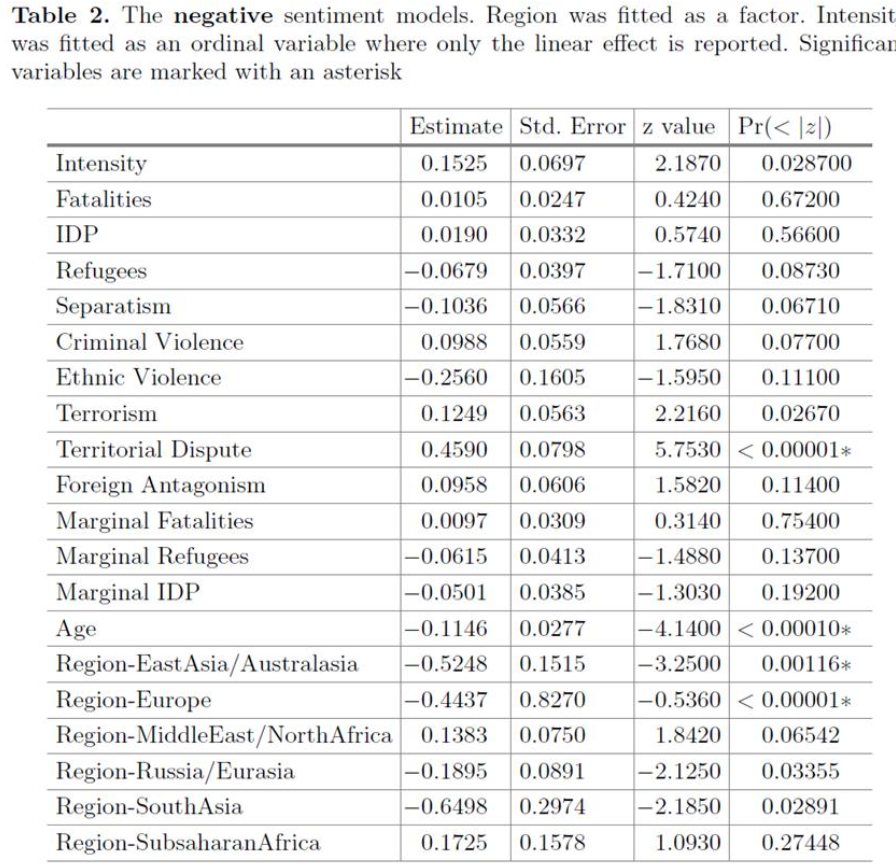 Table 2. The negative sentiment models. Region was fitted as a factor. Intensit
was fitted as an ordinal variable where only the linear effect is reported. Significan
variables are marked with an asterisk
Estimate Std. Error z value Pr(< |z|)
Intensity 0.1525 0.0697 2.1870 0.028700
Fatalities 0.0105 0.0247 0.4240 0.67200
IDP 0.0190 0.0332 0.5740 0.56600
Refugees −0.0679 0.0397 −1.7100 0.08730
Separatism −0.1036 0.0566 −1.8310 0.06710
Criminal Violence 0.0988 0.0559 1.7680 0.07700
Ethnic Violence −0.2560 0.1605 −1.5950 0.11100
Terrorism 0.1249 0.0563 2.2160 0.02670
Territorial Dispute 0.4590 0.0798 5.7530 < 0.00001*
Foreign Antagonism 0.0958 0.0606 1.5820 0.11400
Marginal Fatalities 0.0097 0.0309 0.3140 0.75400
Marginal Refugees −0.0615 0.0413 −1.4880 0.13700
Marginal IDP −0.0501 0.0385 −1.3030 0.19200
Age −0.1146 0.0277 −4.1400 < 0.00010*
Region-EastAsia/Australasia −0.5248 0.1515 −3.2500 0.00116*
Region-Europe −0.4437 0.8270 −0.5360 < 0.00001*
Region-MiddleEast/NorthAfrica 0.1383 0.0750 1.8420 0.06542
Region-Russia/Eurasia −0.1895 0.0891 −2.1250 0.03355
Region-SouthAsia −0.6498 0.2974 −2.1850 0.02891
Region-SubsaharanAfrica 0.1725 0.1578 1.0930 0.27448